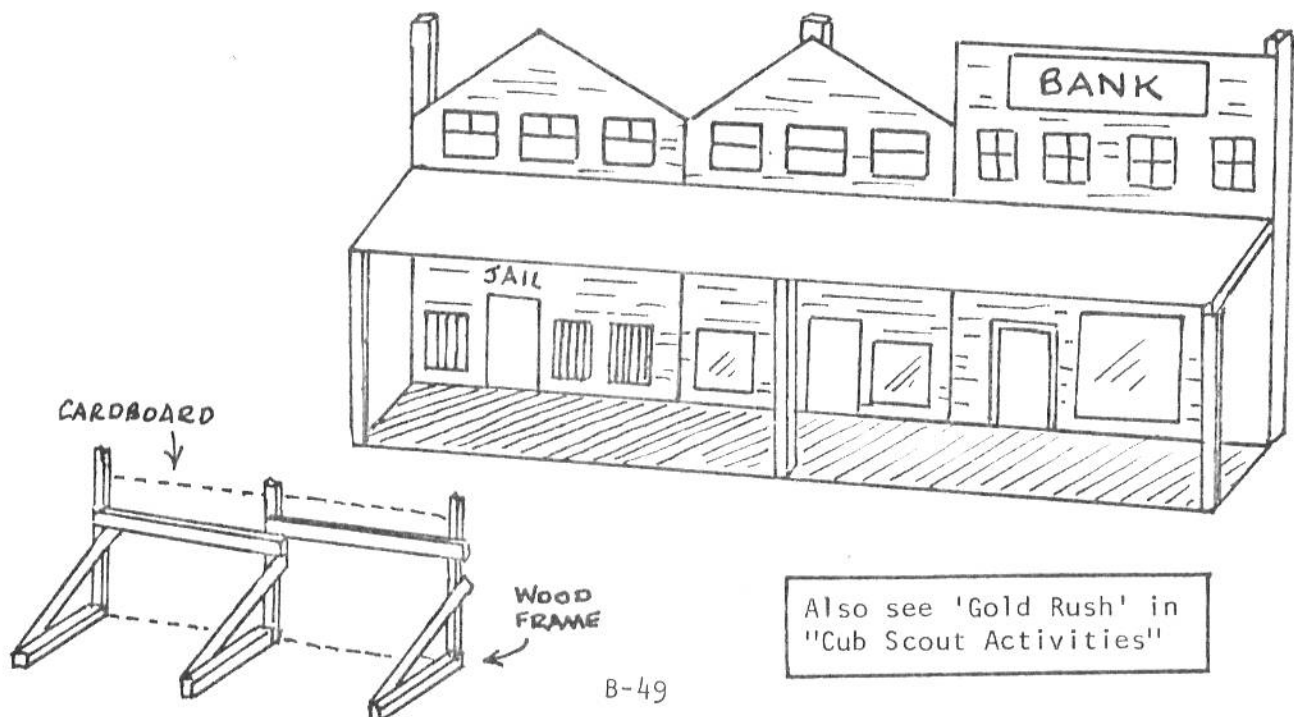 BANK
JAIL
CARDBOARD
WOOD
FRAME
Also see 'Gold Rush' in
"Cub Scout Activities"
B-49